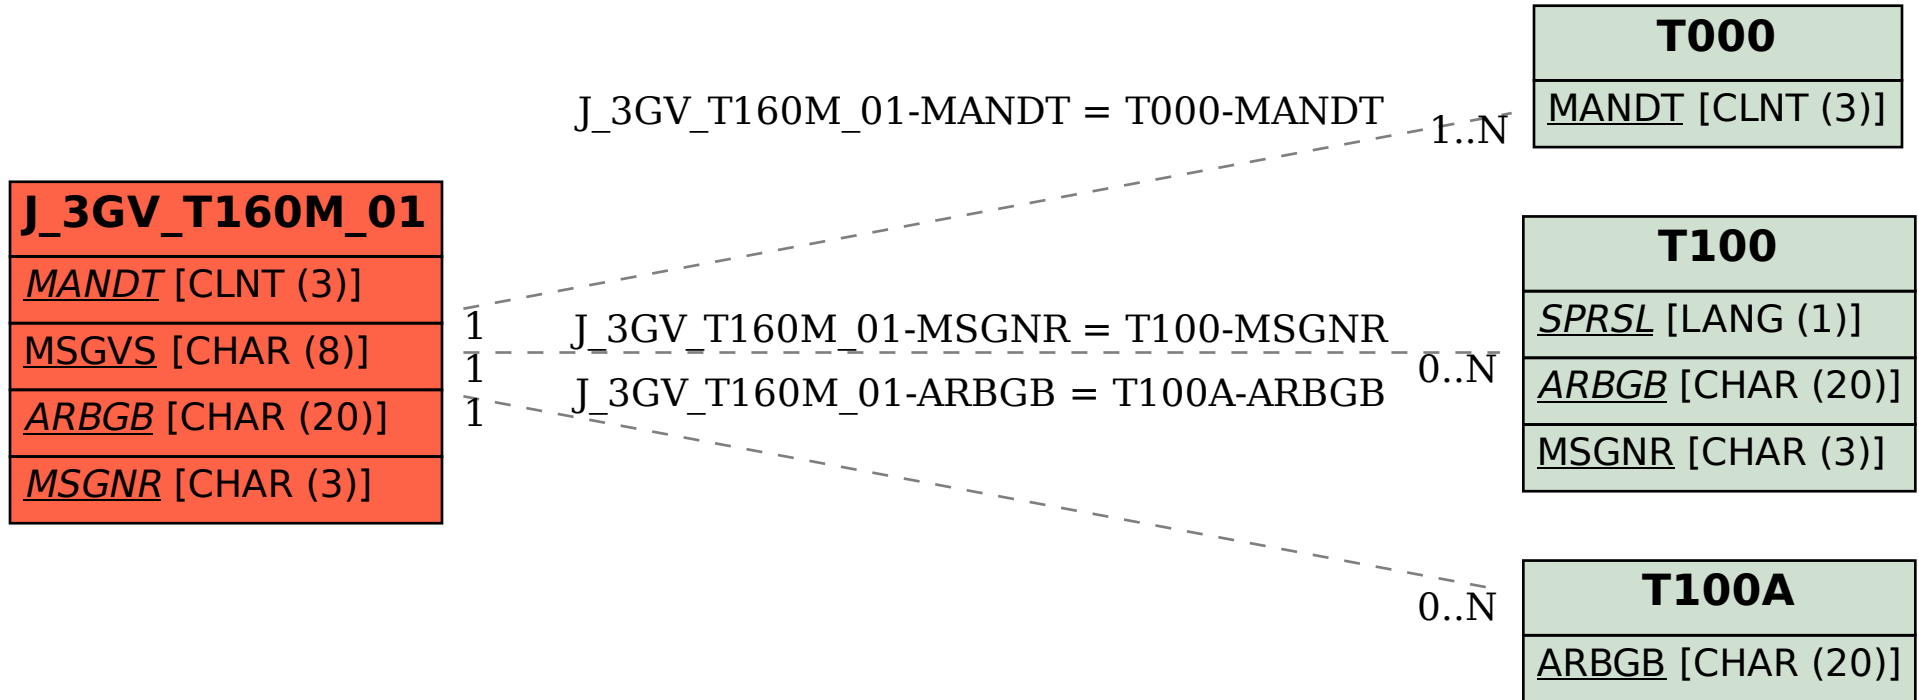 J_3GV_T160M_01
MANDT [CLNT (3)]
MSGVS [CHAR (8)]
ARBGB [CHAR (20)]
MSGNR [CHAR (3)]
J_3GV_T160M_01-MANDT = T000-MANDT
1
1..N
J_3GV_T160M_01-MSGNR = T100-MSGNR
1
0..N
J_3GV_T160M_01-ARBGB = T100A-ARBGB
1
0..N
T000
MANDT [CLNT (3)]
T100
SPRSL [LANG (1)]
ARBGB [CHAR (20)]
MSGNR [CHAR (3)]
T100A
ARBGB [CHAR (20)]